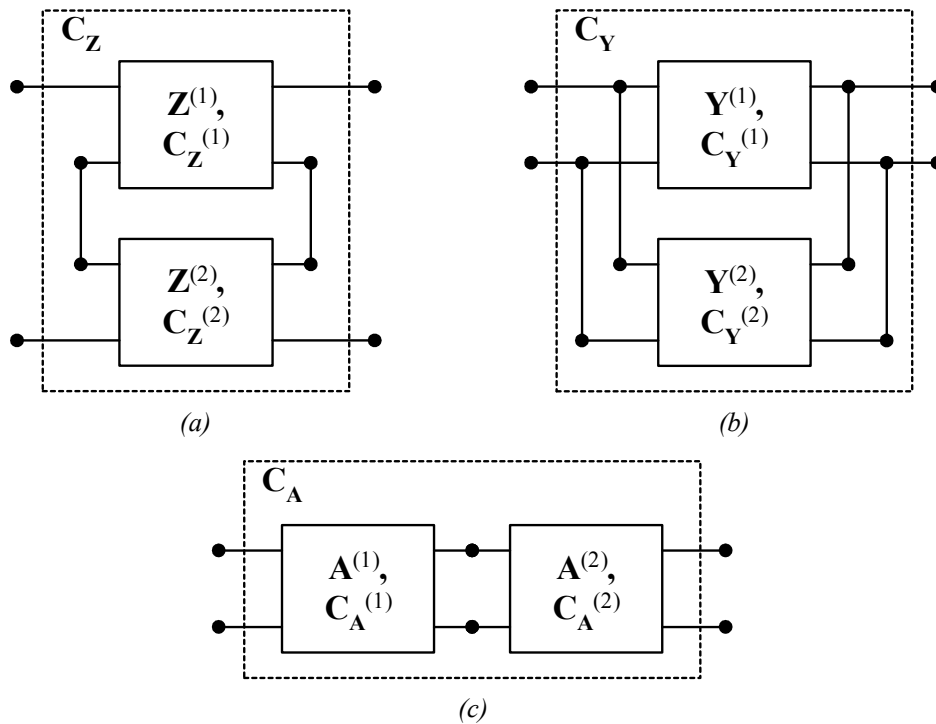 C_Z
Z^(1),
C_Z^(1)
Z^(2),
C_Z^(2)
(a)
C_Y
Y^(1),
C_Y^(1)
Y^(2),
C_Y^(2)
(b)
C_A
A^(1),
C_A^(1)
A^(2),
C_A^(2)
(c)